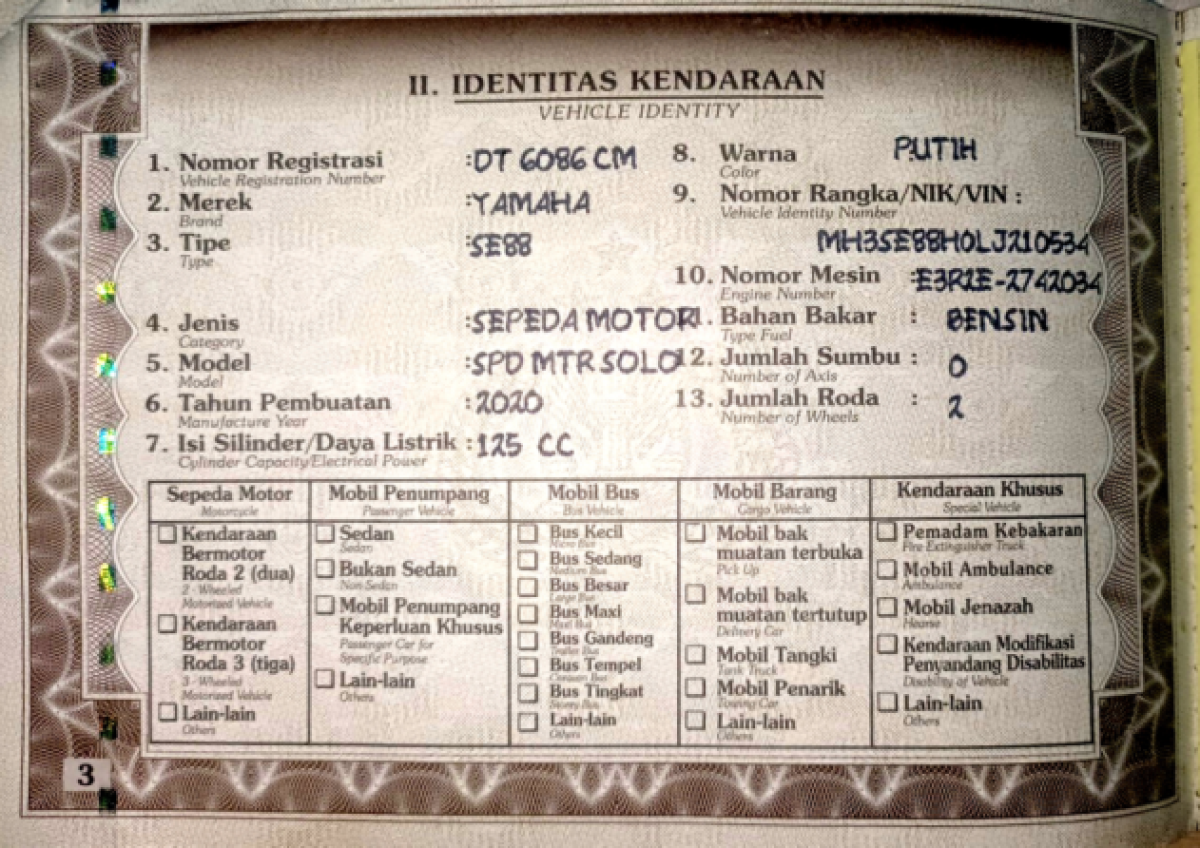 II. IDENTITAS KENDARAAN
VEHICLE IDENTITY
1. Nomor Registrasi : DT 6086 CM
Vehicle Registration Number
2. Merek : YAMAHA
Brand
3. Tipe : SE88
Type
4. Jenis : SEPEDA MOTOR
Category
5. Model : SPD MTR SOLO
Model
6. Tahun Pembuatan : 2020
Manufacture Year
7. Isi Silinder/Daya Listrik : 125 CC
Cylinder Capacity/Electrical Power
8. Warna PUTIH
Color
9. Nomor Rangka/NIK/VIN :
Vehicle Identity Number
MH3SE88H0LJ210534
10. Nomor Mesin : E3R2E-2742034
Engine Number
1. Bahan Bakar : BENSIN
Type Fuel
12. Jumlah Sumbu : 0
Number of Axis
13. Jumlah Roda : 2
Number of Wheels
Sepeda Motor
Motorcycle
Kendaraan
Bermotor
Roda 2 (dua)
2 - Wheeled
Motorized Vehicle
Kendaraan
Bermotor
Roda 3 (tiga)
3 - Wheeled
Motorized Vehicle
Lain-lain
Others
Mobil Penumpang
Passenger Vehicle
Sedan
Sedan
Bukan Sedan
Non Sedan
Mobil Penumpang
Keperluan Khusus
Passenger Car for
Specific Purpose
Lain-lain
Others
Mobil Bus
Bus Vehicle
Bus Kecil
Micro Bus
Bus Sedang
Medium Bus
Bus Besar
Large Bus
Bus Maxi
Maxi Bus
Bus Gandeng
Trailer Bus
Bus Tempel
Caravan Bus
Bus Tingkat
Storey Bus
Lain-lain
Others
Mobil Barang
Cargo Vehicle
Mobil bak
muatan terbuka
Pick Up
Mobil bak
muatan tertutup
Delivery Car
Mobil Tangki
Tank Truck
Mobil Penarik
Towing Car
Lain-lain
Others
Kendaraan Khusus
Special Vehicle
Pemadam Kebakaran
Fire Extinguisher Truck
Mobil Ambulance
Ambulance
Mobil Jenazah
Hearse
Kendaraan Modifikasi
Penyandang Disabilitas
Disability of Vehicle
Lain-lain
Others
3